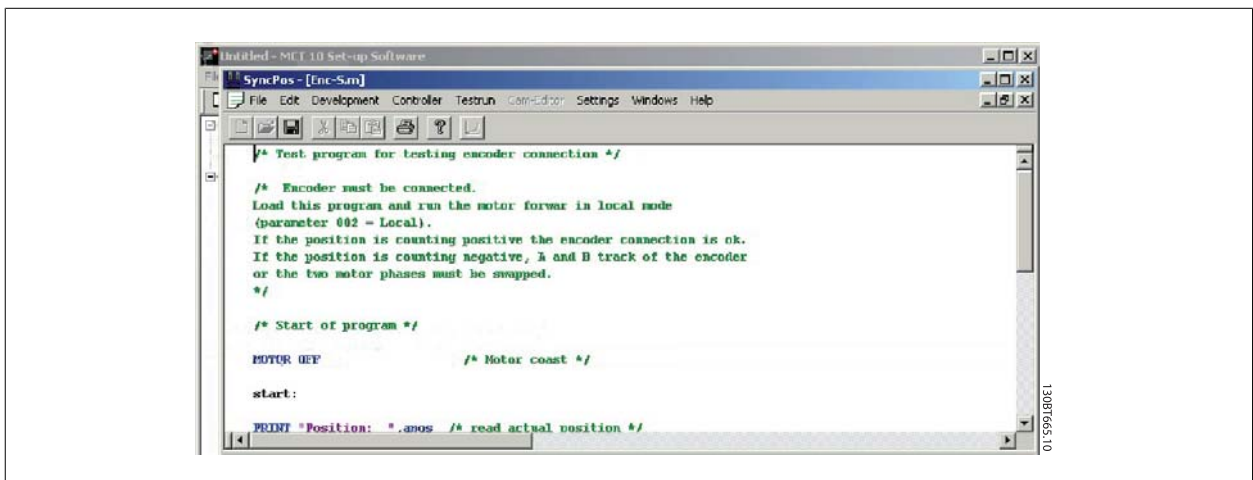 Untitled - MCT 10 Set-up Software
SyncPos - [Enc-S.m]
File Edit Development Controller Testrun Cam-Editor Settings Windows Help
/* Test program for testing encoder connection */
/* Encoder must be connected.
Load this program and run the motor forwar in local mode
(parameter 002 = Local).
If the position is counting positive the encoder connection is ok.
If the position is counting negative, A and B track of the encoder
or the two motor phases must be swapped.
*/
/* Start of program */
MOTOR OFF /* Motor coast */
start:
PRINT "Position: ",apos /* read actual position */
130BT665.10